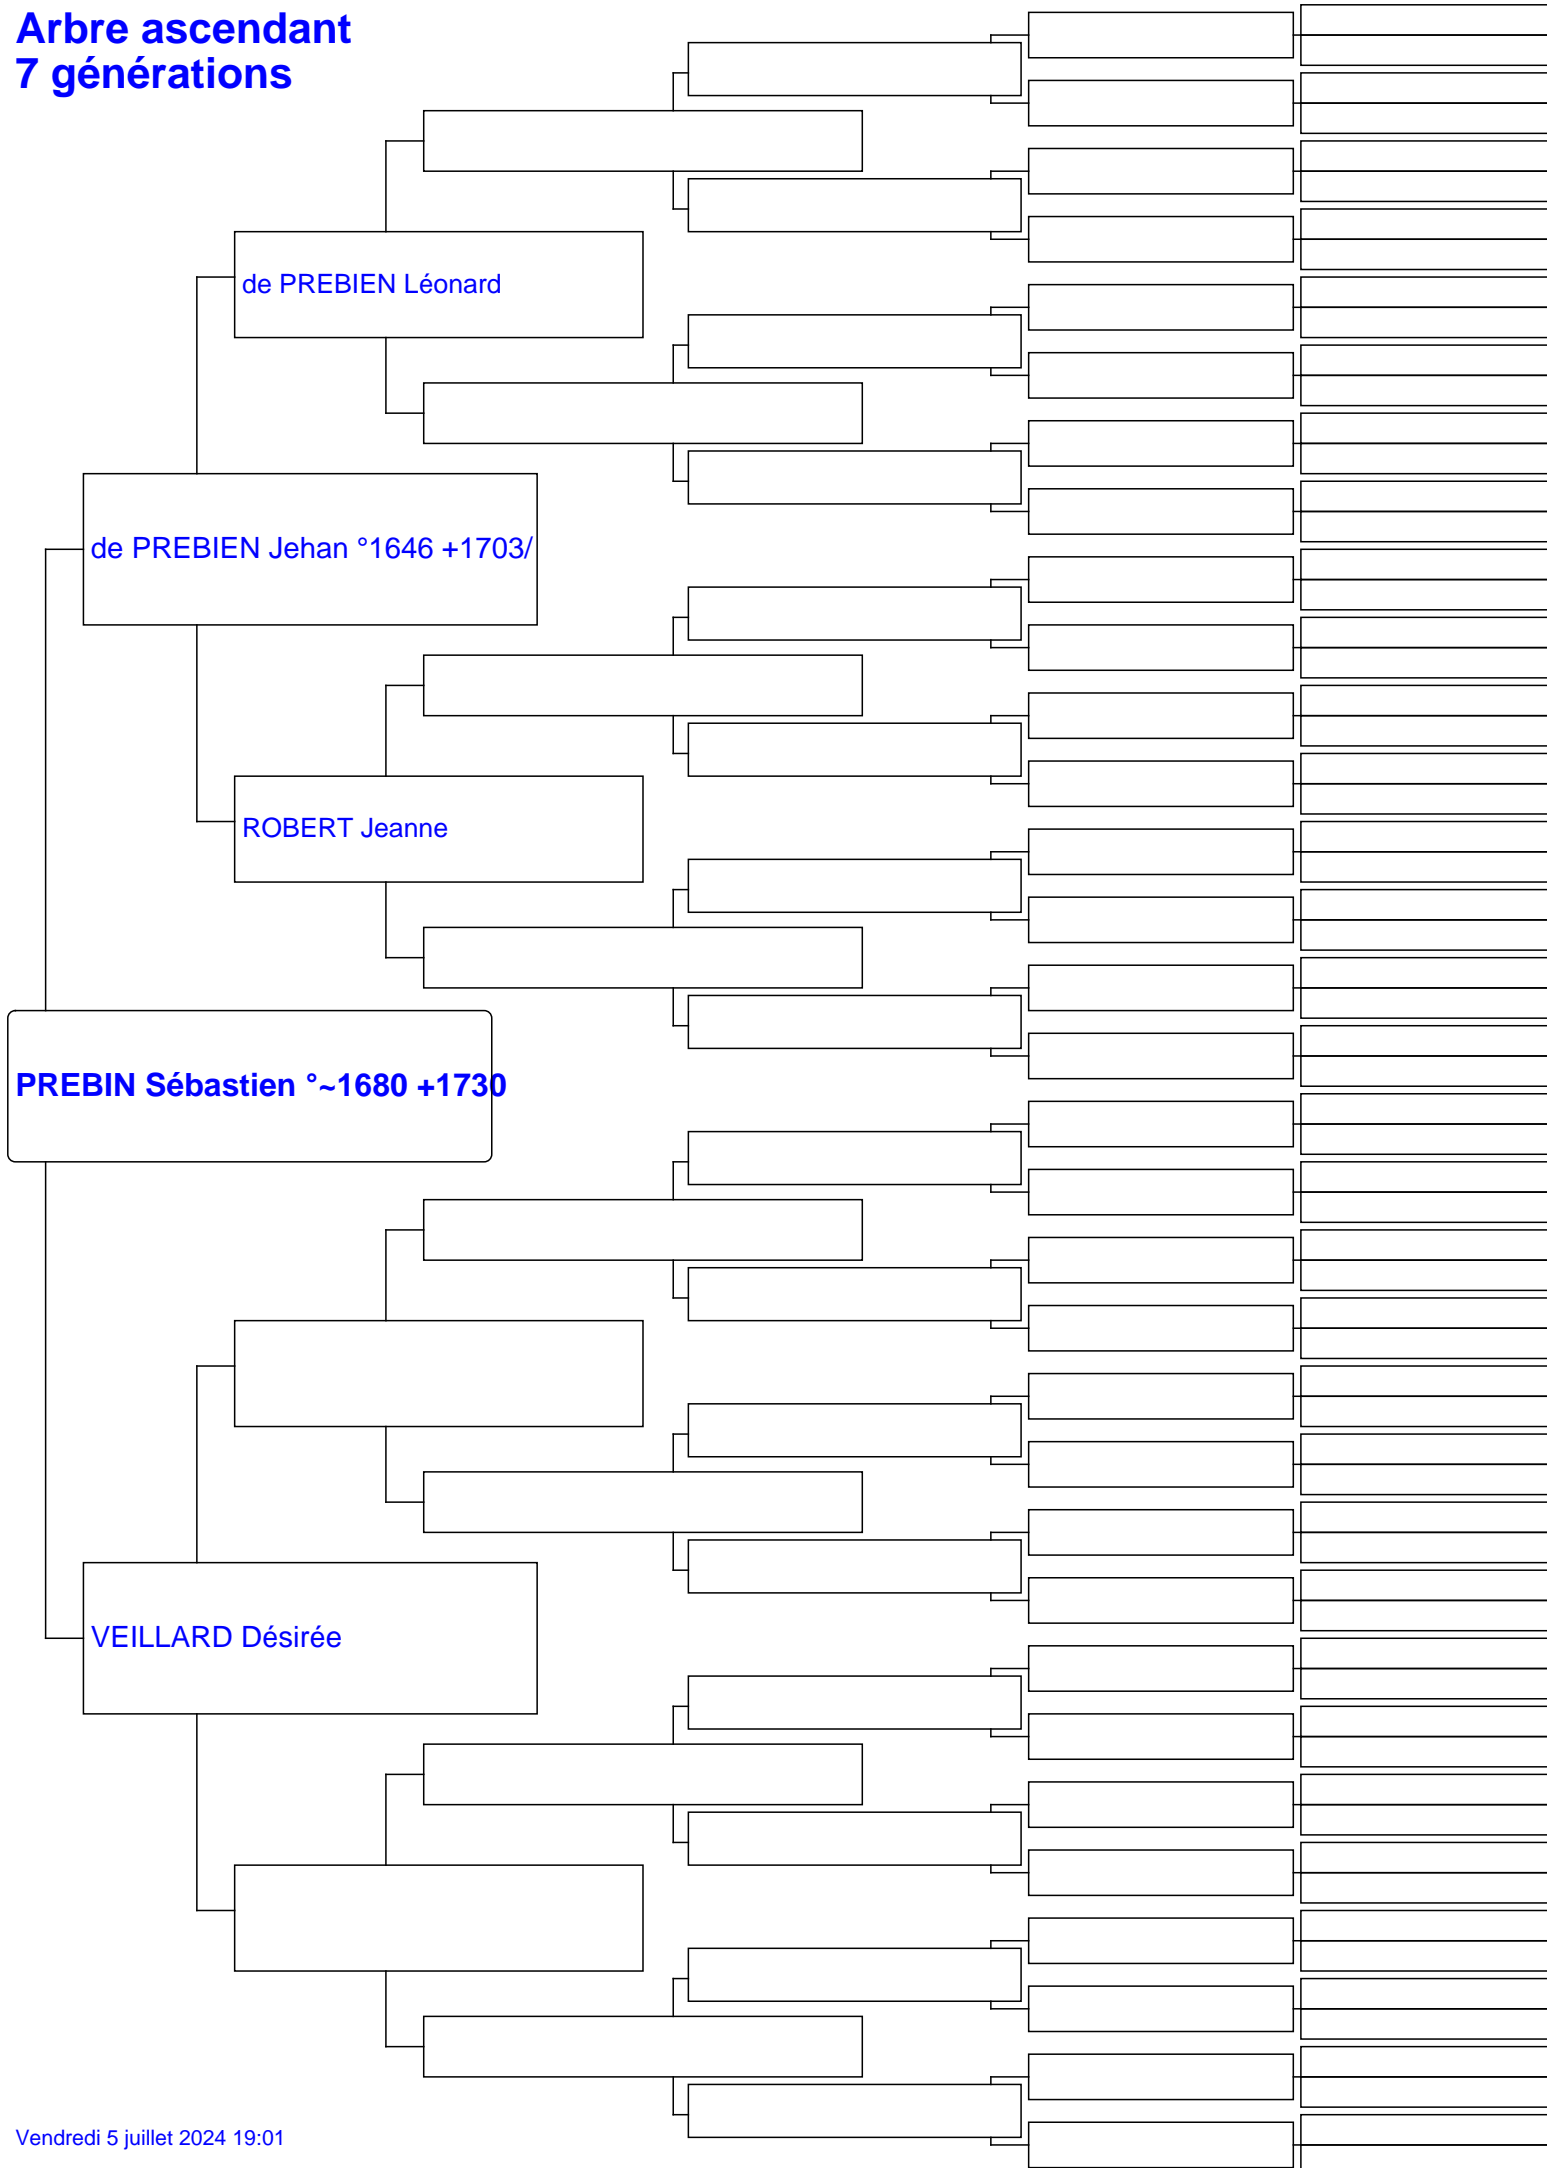 Arbre ascendant
7 générations
de PREBIEN Léonard
de PREBIEN Jehan °1646 +1703/
ROBERT Jeanne
PREBIN Sébastien °~1680 +1730
VEILLARD Désirée
Vendredi 5 juillet 2024 19:01